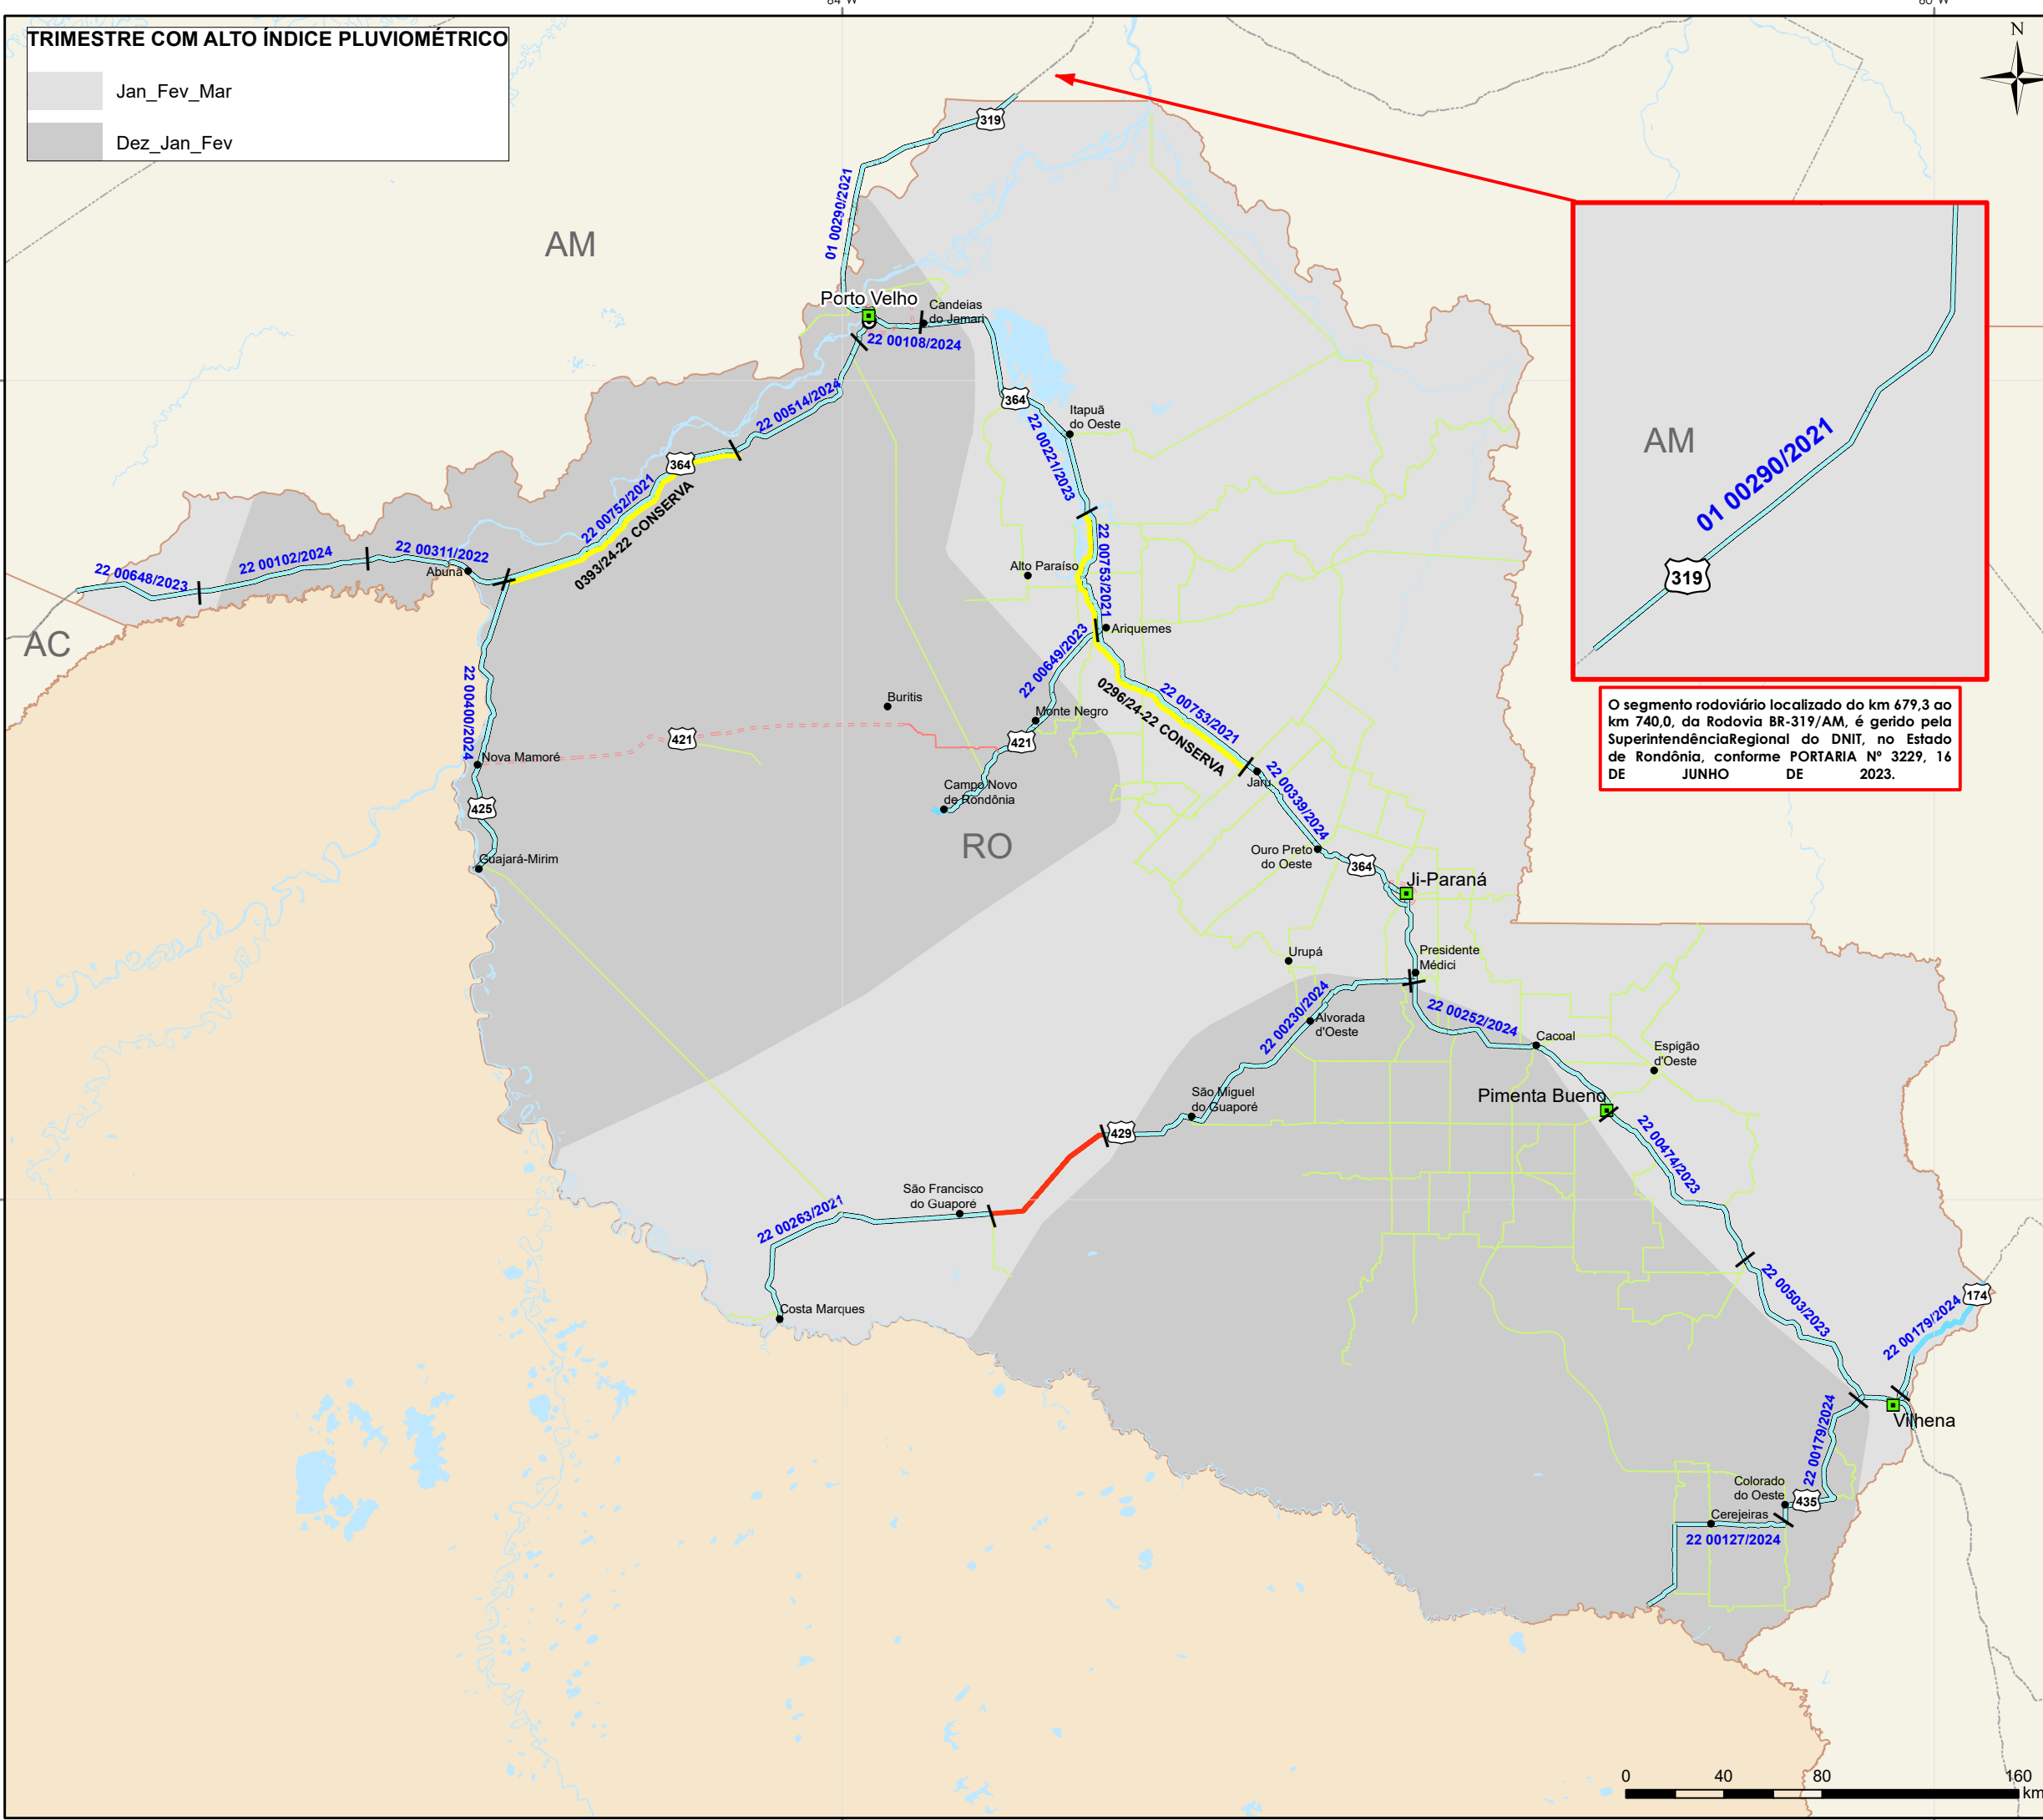 84°W
80°W
TRIMESTRE COM ALTO ÍNDICE PLUVIOMÉTRICO
Jan_Fev_Mar
Dez_Jan_Fev
N
319
01 00290/2021
AM
Porto Velho
Candeias
do Jamari
22 00108/2024
22 00514/2024
364
Itapuã
do Oeste
22 00221/2023
364
22 00752/2021
0393/24-22 CONSERVA
22 00753/2021
22 00311/2022
22 00102/2024
22 00648/2023
Abunã
Alto Paraíso
Ariquemes
AC
22 00649/2023
22 00400/2024
0296/24-22 CONSERVA
22 00753/2021
Buritis
Monte Negro
421
421
Nova Mamoré
Campo Novo
de Rondônia
Jaru
22 00339/2024
425
RO
Guajará-Mirim
Ouro Preto
do Oeste
364
Ji-Paraná
Urupá
Presidente
Médici
22 00230/2024
Alvorada
d'Oeste
22 00252/2024
Cacoal
Espigão
d'Oeste
São Miguel
do Guaporé
Pimenta Bueno
429
22 00474/2023
São Francisco
do Guaporé
22 00263/2021
Costa Marques
22 00503/2023
174
22 00179/2024
Vilhena
22 00179/2024
Colorado
do Oeste
435
Cerejeiras
22 00127/2024
AM
01 00290/2021
319
O segmento rodoviário localizado do km 679,3 ao
km 740,0, da Rodovia BR-319/AM, é gerido pela
SuperintendênciaRegional do DNIT, no Estado
de Rondônia, conforme PORTARIA Nº 3229, 16
DE JUNHO DE 2023.
0 40 80 160
km